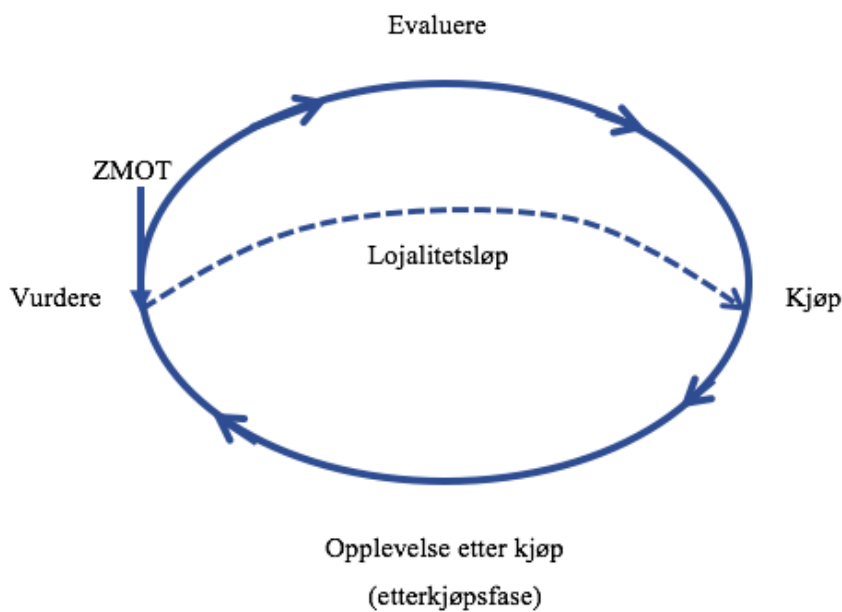 Evaluere
ZMOT
Lojalitetsløp
Vurdere
Kjøp
Opplevelse etter kjøp
(etterkjøpsfase)